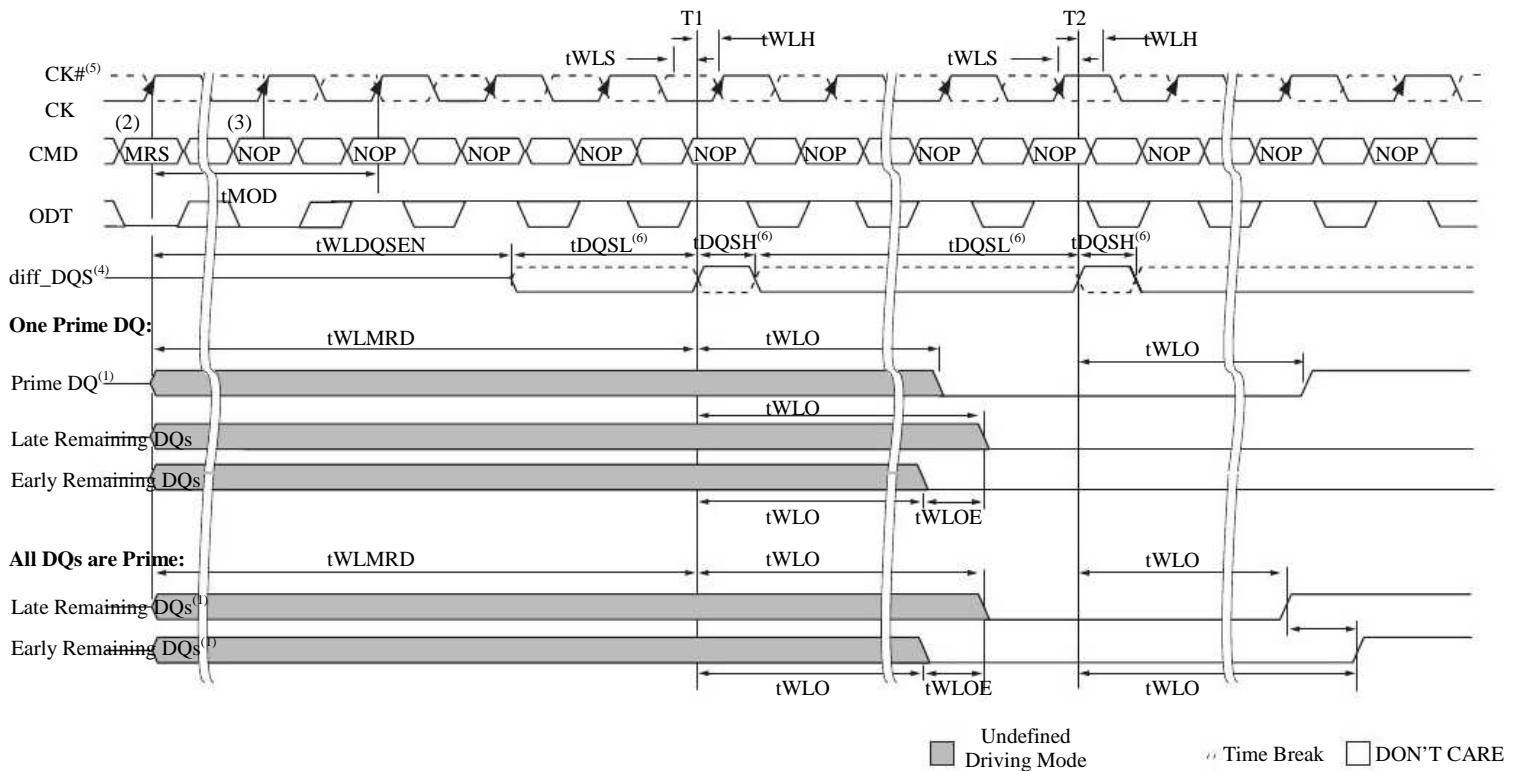 T1 T2
tWLH tWLH
tWLS tWLS
CK#(5)
CK
(2) (3)
CMD MRS NOP NOP NOP NOP NOP NOP NOP NOP NOP NOP NOP
tMOD
ODT
tWLDQSEN tDQSL(6) tDQSH(6) tDQSL(6) tDQSH(6)
diff_DQS(4)
One Prime DQ:
tWLMRD tWLO tWLO
Prime DQ(1)
tWLO
Late Remaining DQs
Early Remaining DQs
tWLO tWLOE
All DQs are Prime:
tWLMRD tWLO tWLO
Late Remaining DQs(1)
Early Remaining DQs(1)
tWLO tWLOE tWLO
Undefined
Driving Mode Time Break DON'T CARE